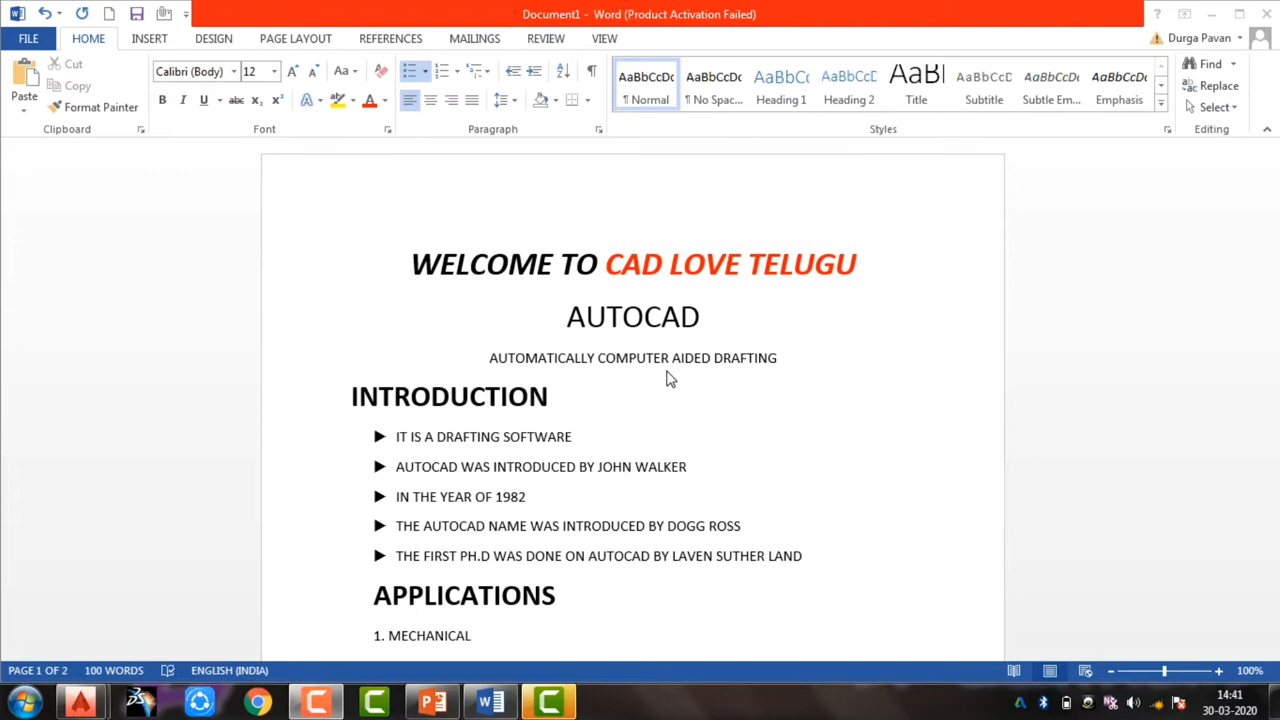 Document1 - Word (Product Activation Failed)
FILE HOME INSERT DESIGN PAGE LAYOUT REFERENCES MAILINGS REVIEW VIEW Durga Pavan
Paste
Cut
Copy
Format Painter
Clipboard
Calibri (Body) 12
Font
Paragraph
AaBbCcDc AaBbCcDc AaBbCc AaBbCcD AaBl AaBbCcD AaBbCcDc AaBbCcDc
¶ Normal ¶ No Spac... Heading 1 Heading 2 Title Subtitle Subtle Em... Emphasis
Styles
Find
Replace
Select
Editing
WELCOME TO CAD LOVE TELUGU
AUTOCAD
AUTOMATICALLY COMPUTER AIDED DRAFTING
INTRODUCTION
IT IS A DRAFTING SOFTWARE
AUTOCAD WAS INTRODUCED BY JOHN WALKER
IN THE YEAR OF 1982
THE AUTOCAD NAME WAS INTRODUCED BY DOGG ROSS
THE FIRST PH.D WAS DONE ON AUTOCAD BY LAVEN SUTHER LAND
APPLICATIONS
1. MECHANICAL
PAGE 1 OF 2 100 WORDS ENGLISH (INDIA) 100%
14:41
30-03-2020